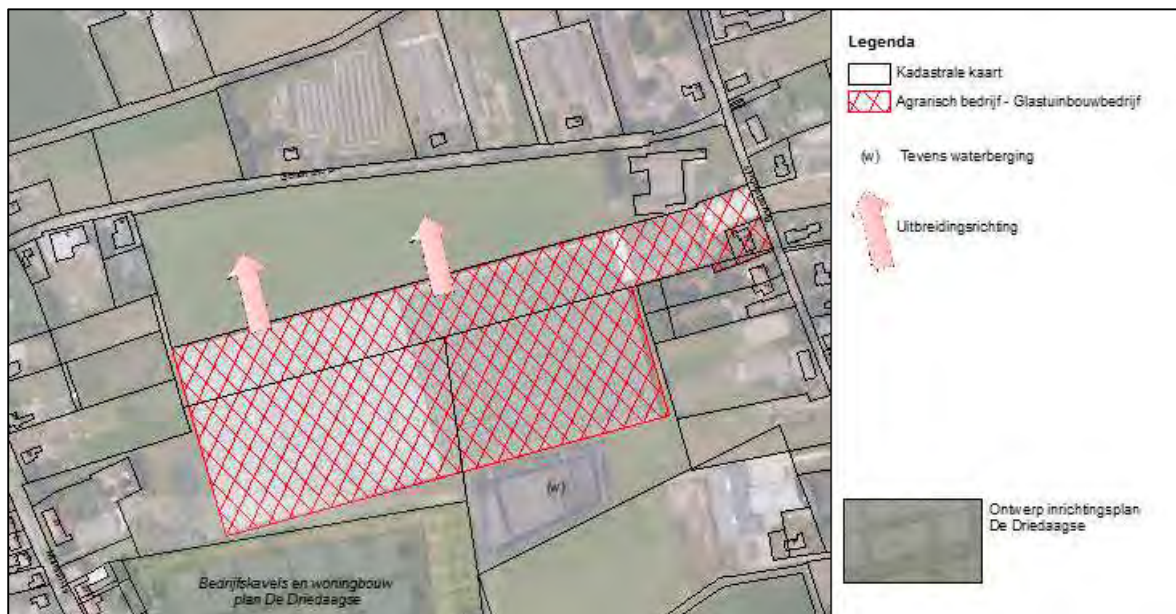 Legenda
Kadastrale kaart
Agrarisch bedrijf - Glastuinbouwbedrijf
(w) Tevens waterberging
Uitbreidingsrichting
(w)
Ontwerp inrichtingsplan
De Driedaagse
Bedrijfskavels en woningbouw
plan De Driedaagse